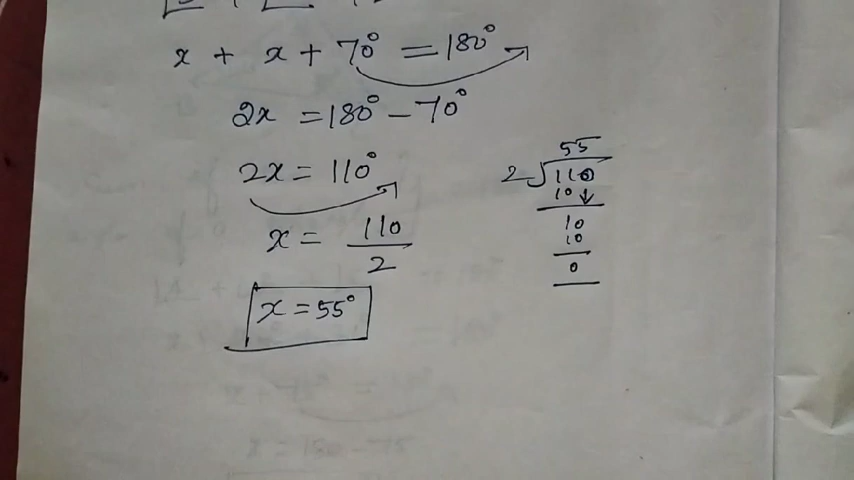 x + x + 70° = 180°
2x = 180° - 70°
2x = 110°
x = 110/2
x = 55°
55
2 110
10
10
10
0